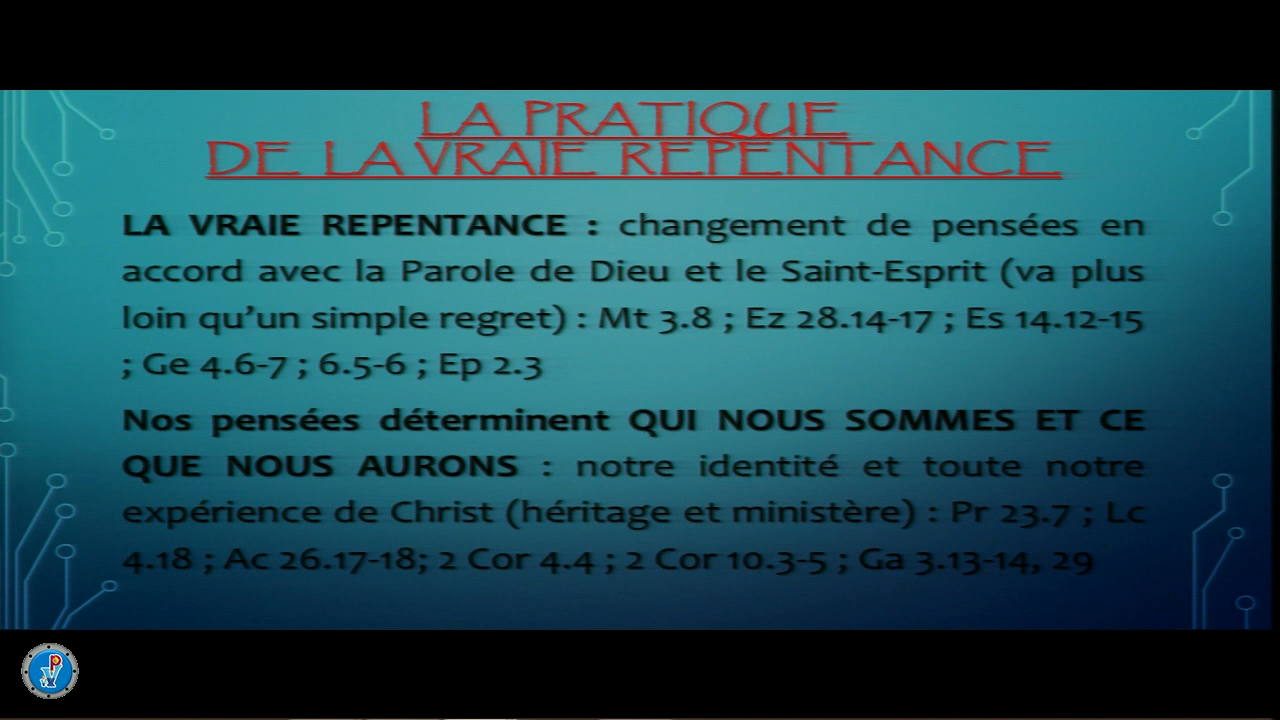 LA PRATIQUE
DE LA VRAIE REPENTANCE
LA VRAIE REPENTANCE : changement de pensées en
accord avec la Parole de Dieu et le Saint-Esprit (va plus
loin qu’un simple regret) : Mt 3.8 ; Ez 28.14-17 ; Es 14.12-15
; Ge 4.6-7 ; 6.5-6 ; Ep 2.3
Nos pensées déterminent QUI NOUS SOMMES ET CE
QUE NOUS AURONS : notre identité et toute notre
expérience de Christ (héritage et ministère) : Pr 23.7 ; Lc
4.18 ; Ac 26.17-18; 2 Cor 4.4 ; 2 Cor 10.3-5 ; Ga 3.13-14, 29